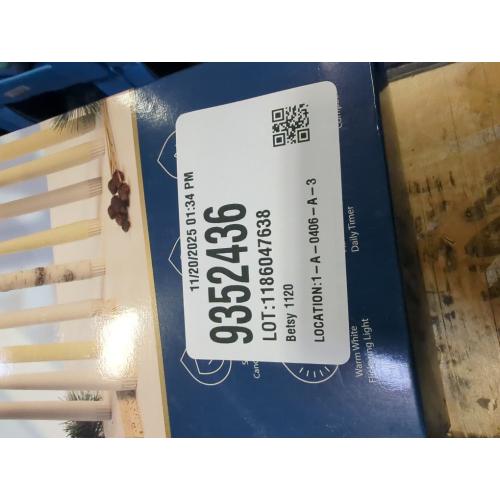 11/20/2025 01:34 PM
9352436
LOT:1186047638
Betsy 1120
LOCATION:1-A-0406-A-3
Daily Timer
Warm White
Flickering Light